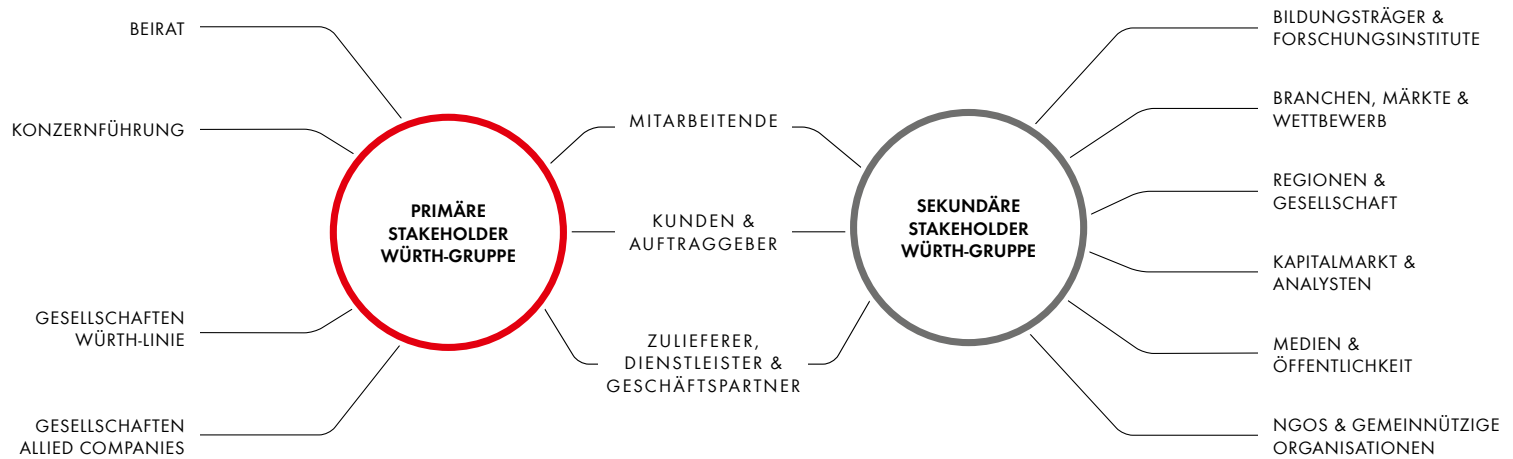 BEIRAT
KONZERNFÜHRUNG
GESELLSCHAFTEN
WÜRTH-LINIE
GESELLSCHAFTEN
ALLIED COMPANIES
PRIMÄRE
STAKEHOLDER
WÜRTH-GRUPPE
MITARBEITENDE
KUNDEN &
AUFTRAGGEBER
ZULIEFERER,
DIENSTLEISTER &
GESCHÄFTSPARTNER
SEKUNDÄRE
STAKEHOLDER
WÜRTH-GRUPPE
BILDUNGSTRÄGER &
FORSCHUNGSINSTITUTE
BRANCHEN, MÄRKTE &
WETTBEWERB
REGIONEN &
GESELLSCHAFT
KAPITALMARKT &
ANALYSTEN
MEDIEN &
ÖFFENTLICHKEIT
NGOS & GEMEINNÜTZIGE
ORGANISATIONEN